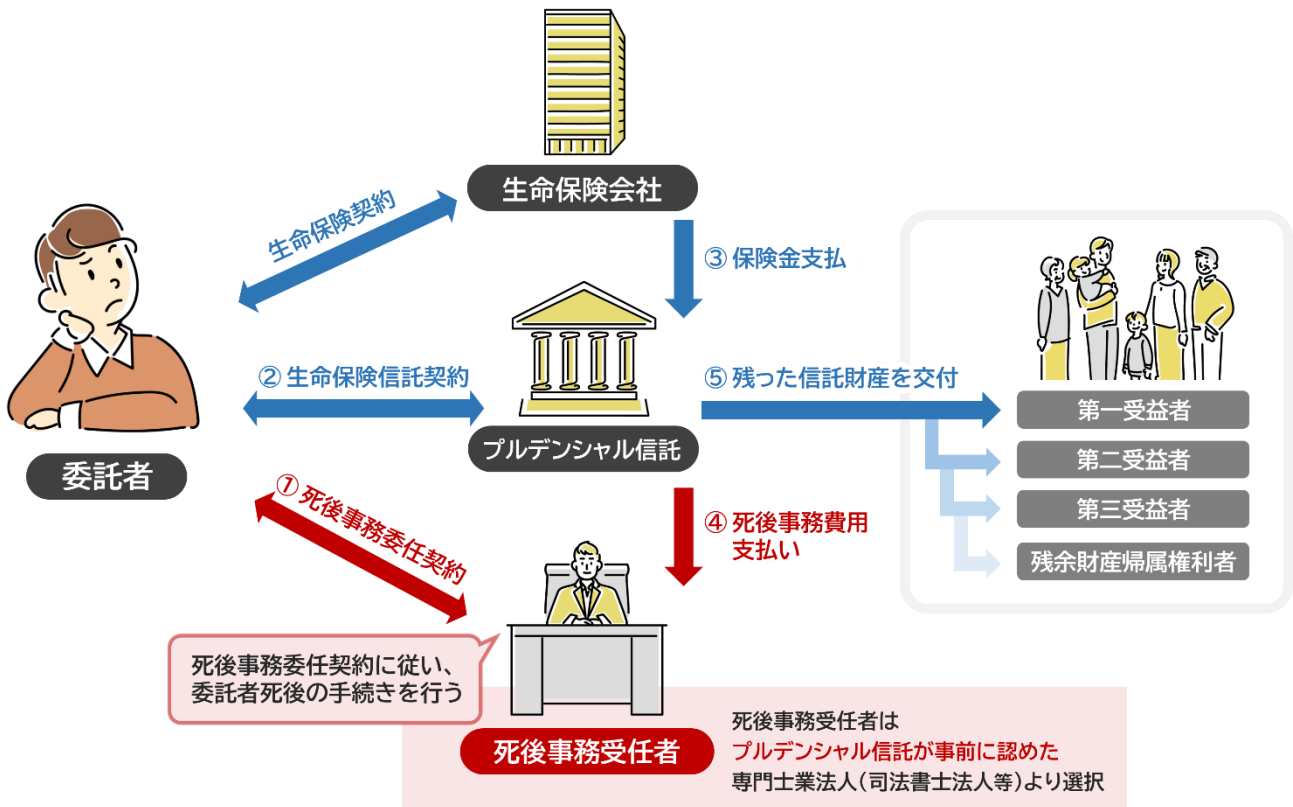 生命保険会社
生命保険契約
③ 保険金支払
② 生命保険信託契約
プルデンシャル信託
⑤ 残った信託財産を交付
第一受益者
第二受益者
第三受益者
残余財産帰属権利者
委託者
① 死後事務委任契約
④ 死後事務費用
支払い
死後事務委任契約に従い、
委託者死後の手続きを行う
死後事務受任者
死後事務受任者は
プルデンシャル信託が事前に認めた
専門士業法人（司法書士法人等）より選択